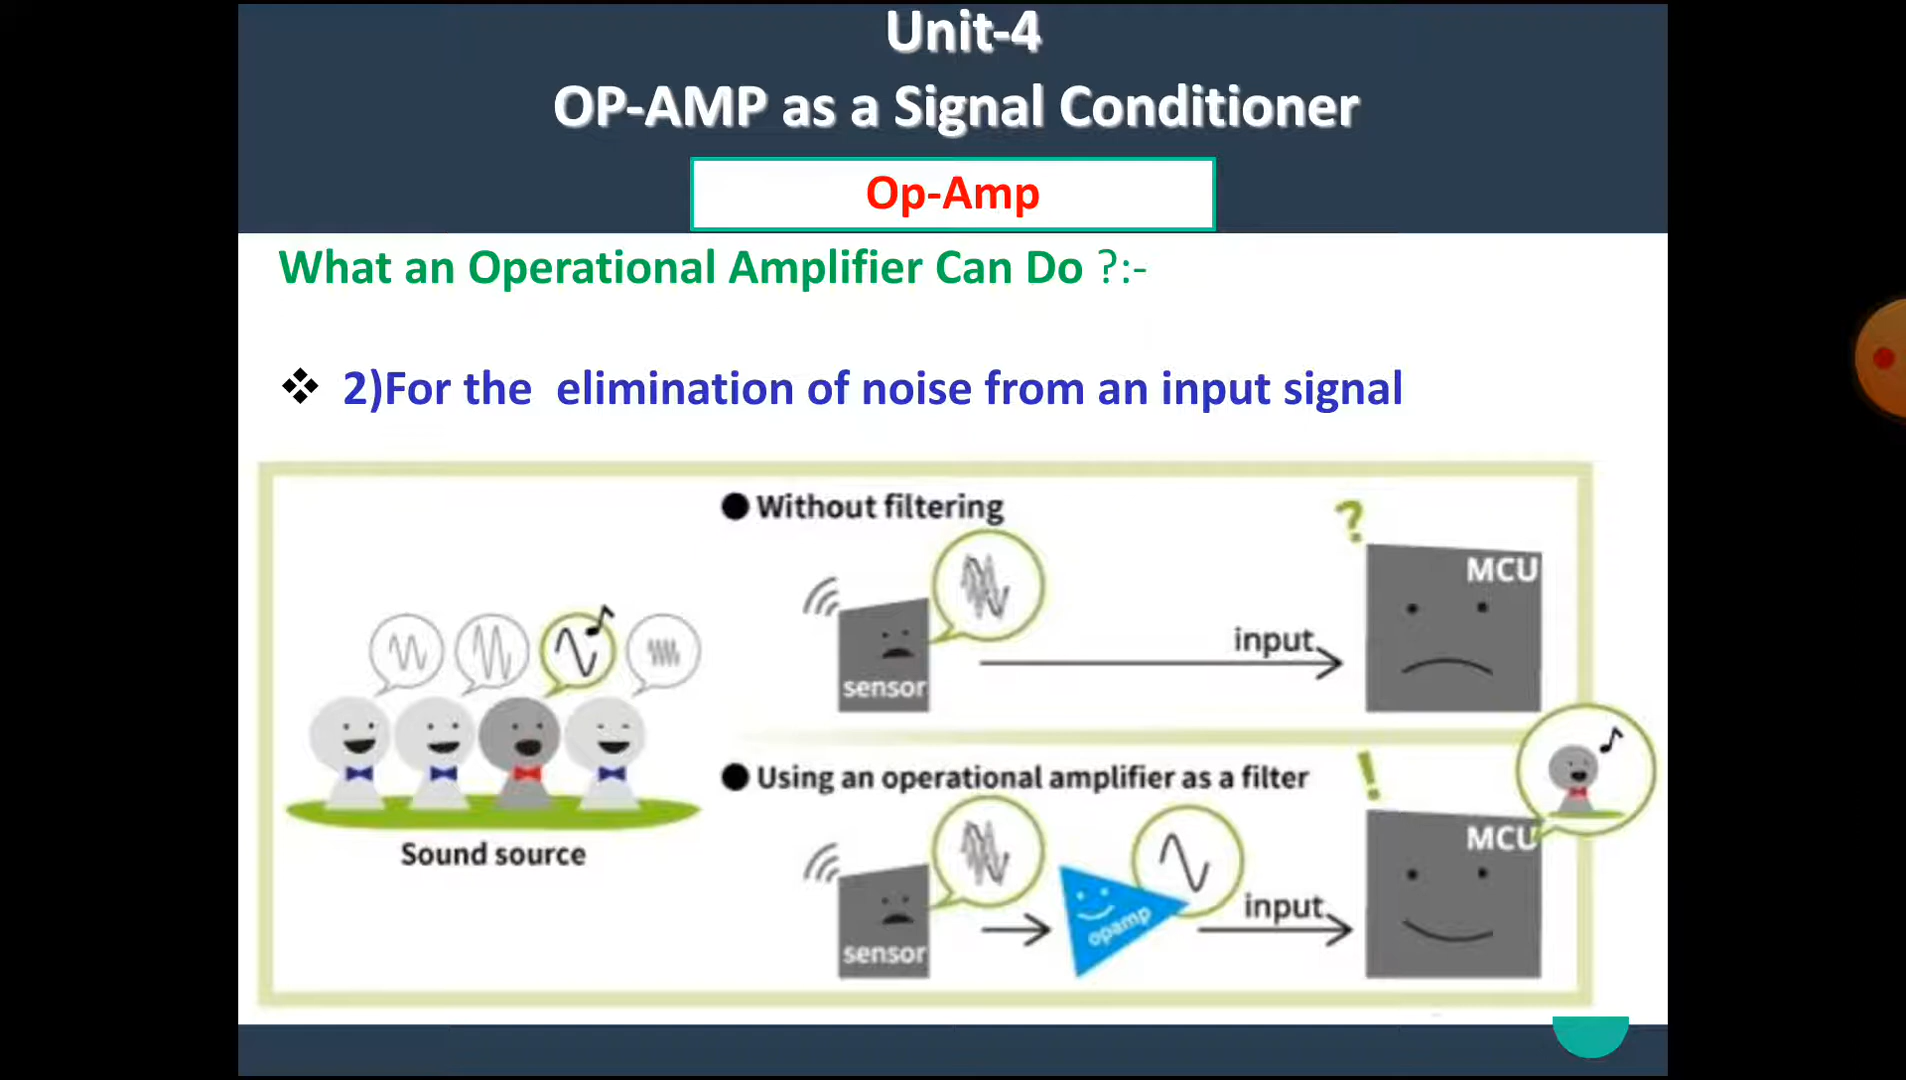 Unit-4
OP-AMP as a Signal Conditioner
Op-Amp
What an Operational Amplifier Can Do ?:-
❖ 2)For the elimination of noise from an input signal
● Without filtering
?
MCU
input
sensor
Sound source
● Using an operational amplifier as a filter
!
MCU
opamp
input
sensor